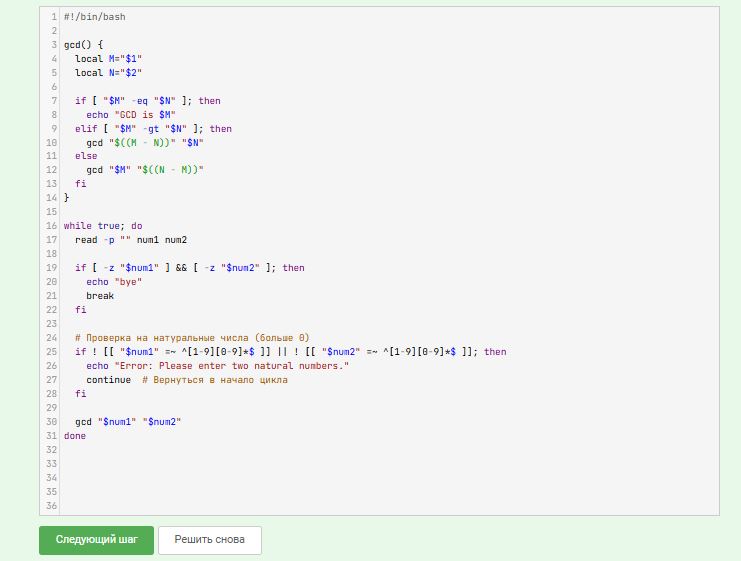 1 #!/bin/bash
2
3 gcd() {
4   local M="$1"
5   local N="$2"
6
7   if [ "$M" -eq "$N" ]; then
8     echo "GCD is $M"
9   elif [ "$M" -gt "$N" ]; then
10     gcd "$((M - N))" "$N"
11   else
12     gcd "$M" "$((N - M))"
13   fi
14 }
15
16 while true; do
17   read -p "" num1 num2
18
19   if [ -z "$num1" ] && [ -z "$num2" ]; then
20     echo "bye"
21     break
22   fi
23
24   # Проверка на натуральные числа (больше 0)
25   if ! [[ "$num1" =~ ^[1-9][0-9]*$ ]] || ! [[ "$num2" =~ ^[1-9][0-9]*$ ]]; then
26     echo "Error: Please enter two natural numbers."
27     continue  # Вернуться в начало цикла
28   fi
29
30   gcd "$num1" "$num2"
31 done
32
33
34
35
36
Следующий шаг
Решить снова